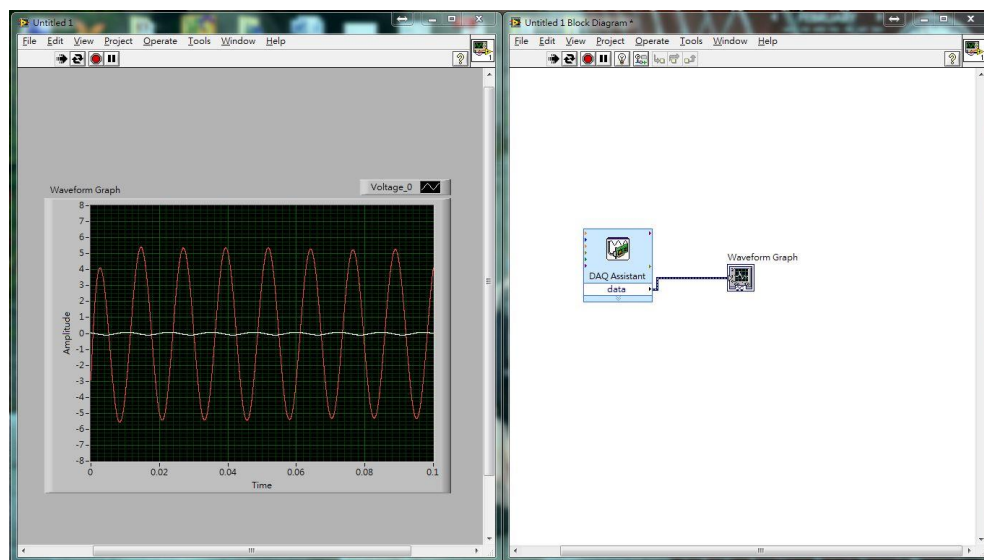 Untitled 1
File Edit View Project Operate Tools Window Help
1
Waveform Graph
Voltage_0
8
7
6
5
4
3
2
1
0
-1
-2
-3
-4
-5
-6
-7
-8
Amplitude
0 0.02 0.04 0.06 0.08 0.1
Time
Untitled 1 Block Diagram *
File Edit View Project Operate Tools Window Help
1
DAQ Assistant
data
Waveform Graph